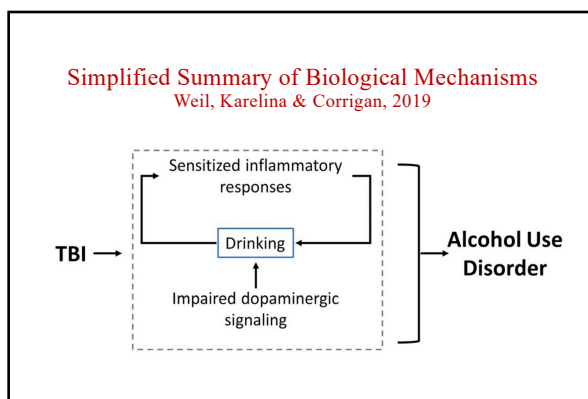 Simplified Summary of Biological Mechanisms
Weil, Karelina & Corrigan, 2019
Sensitized inflammatory
responses
Drinking
TBI
Alcohol Use
Disorder
Impaired dopaminergic
signaling